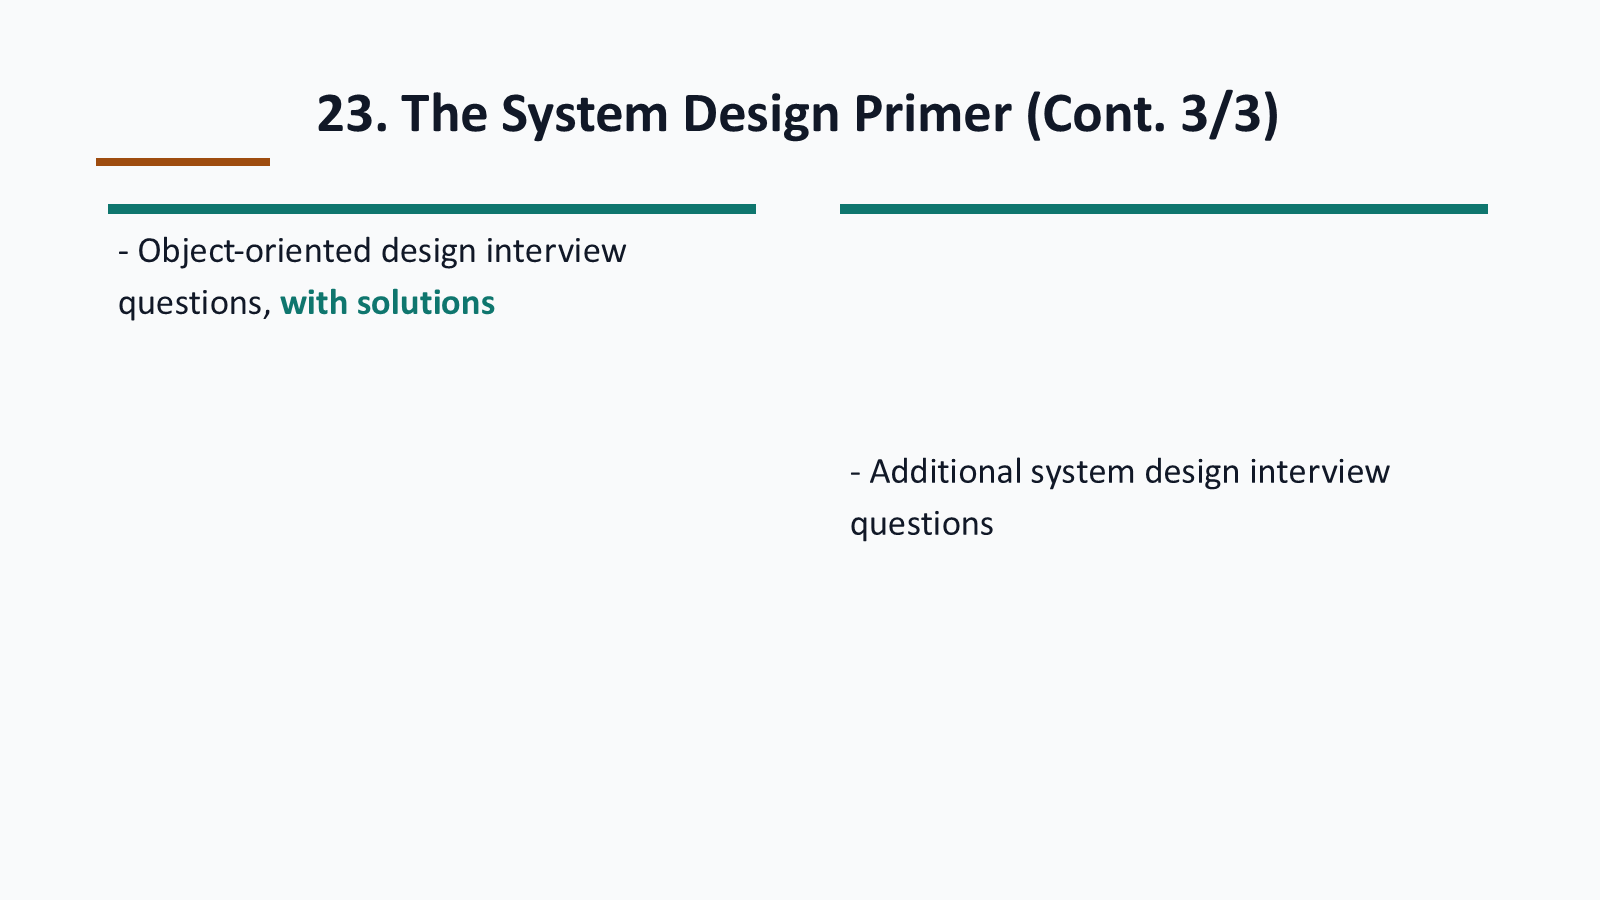 23. The System Design Primer (Cont. 3/3)
- Object-oriented design interview
questions, with solutions
- Additional system design interview
questions